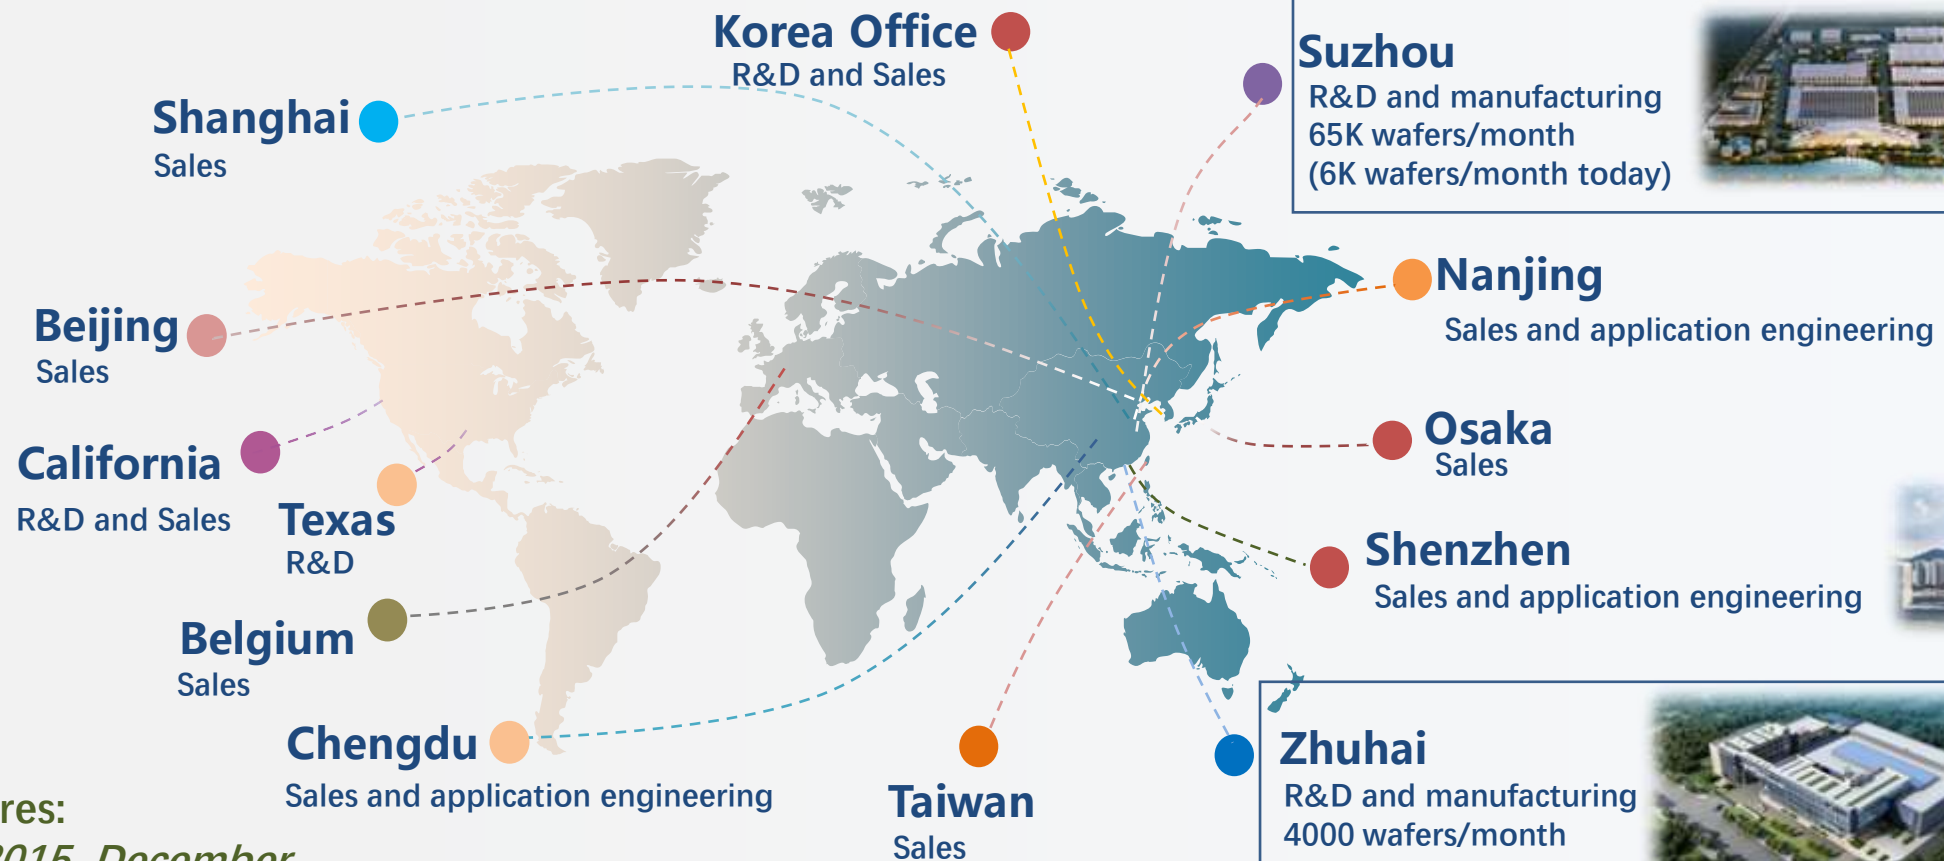 Korea Office
R&D and Sales
Suzhou
R&D and manufacturing
65K wafers/month
(6K wafers/month today)
Shanghai
Sales
Nanjing
Sales and application engineering
Beijing
Sales
Osaka
Sales
California
R&D and Sales
Texas
R&D
Shenzhen
Sales and application engineering
Belgium
Sales
Chengdu
Sales and application engineering
Taiwan
Sales
Zhuhai
R&D and manufacturing
4000 wafers/month
res:
2015, December